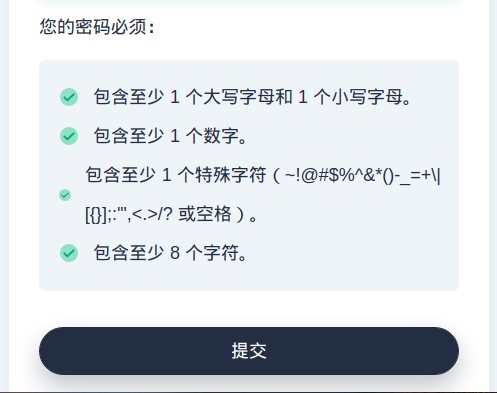 您的密码必须：
包含至少 1 个大写字母和 1 个小写字母。
包含至少 1 个数字。
包含至少 1 个特殊字符（~!@#$%^&*()-_=+\|
[{}];:'",<.>/? 或空格）。
包含至少 8 个字符。
提交